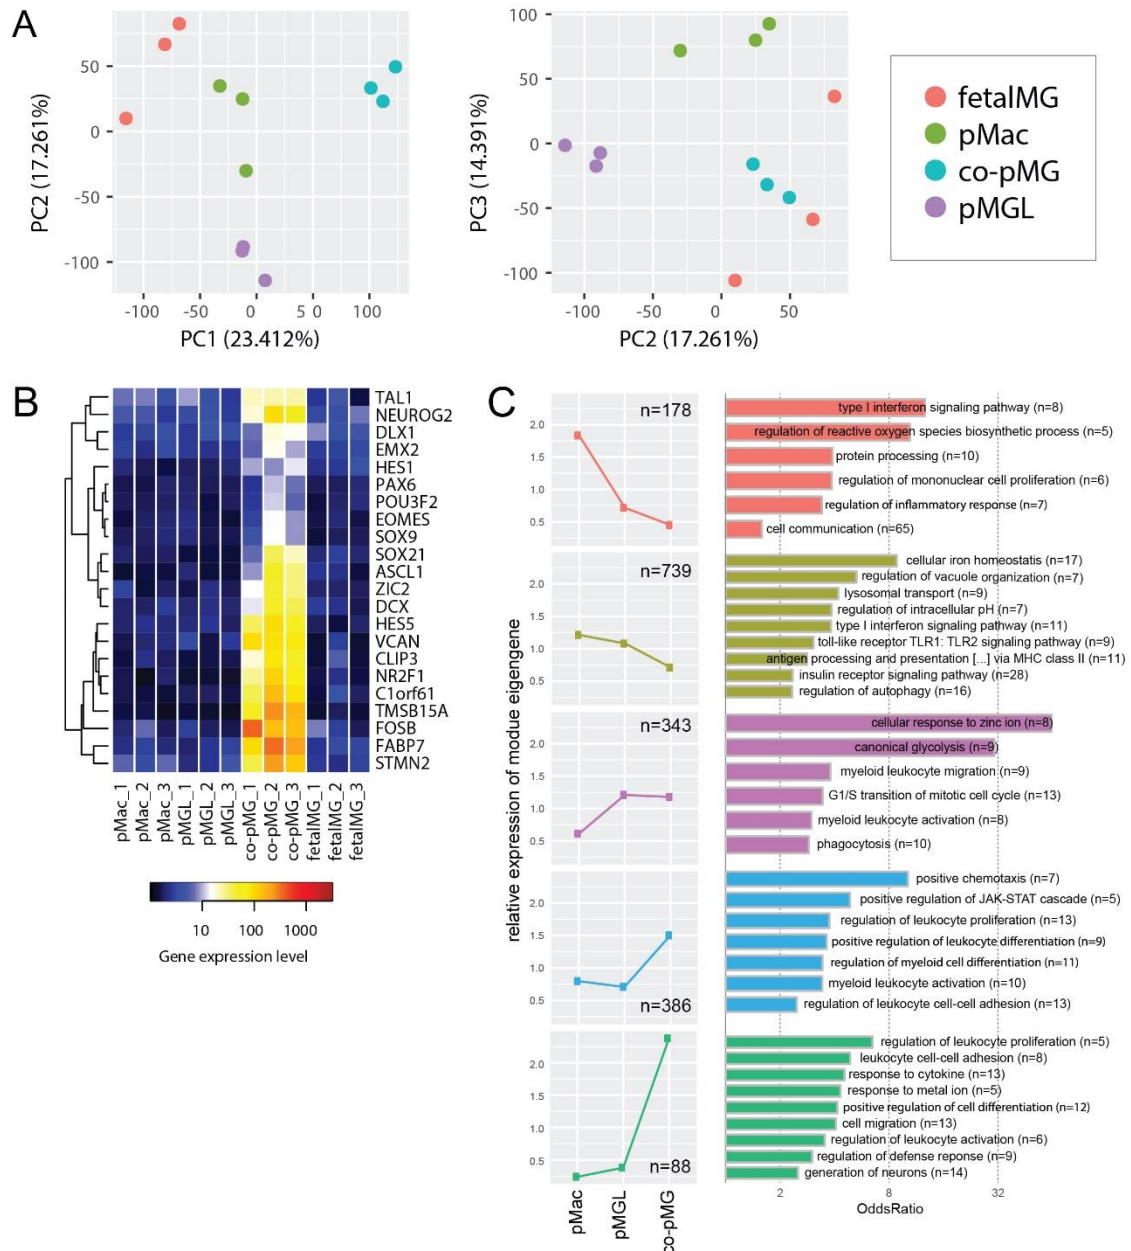 A
PC2 (17.261%)
50
0
-50
-100
-100
-50
0
5 0
100
PC1 (23.412%)
PC3 (14.391%)
100
50
0
-50
-100
-100
-50
0
50
PC2 (17.261%)
fetalMG
pMac
co-pMG
pMGL
B
TAL1
NEUROG2
DLX1
EMX2
HES1
PAX6
POU3F2
EOMES
SOX9
SOX21
ASCL1
ZIC2
DCX
HES5
VCAN
CLIP3
NR2F1
C1orf61
TMSB15A
FOSB
FABP7
STMN2
pMac_1
pMac_2
pMac_3
pMGL_1
pMGL_2
pMGL_3
co-pMG_1
co-pMG_2
co-pMG_3
fetalMG_1
fetalMG_2
fetalMG_3
10
100
1000
Gene expression level
C
relative expression of modue eigengene
n=178
2.0
1.5
1.0
0.5
type I interferon signaling pathway (n=8)
regulation of reactive oxygen species biosynthetic process (n=5)
protein processing (n=10)
regulation of mononuclear cell proliferation (n=6)
regulation of inflammatory response (n=7)
cell communication (n=65)
n=739
2.0
1.5
1.0
0.5
cellular iron homeostatis (n=17)
regulation of vacuole organization (n=7)
lysosomal transport (n=9)
regulation of intracellular pH (n=7)
type I interferon signaling pathway (n=11)
toll-like receptor TLR1: TLR2 signaling pathway (n=9)
antigen processing and presentation [...] via MHC class II (n=11)
insulin receptor signaling pathway (n=28)
regulation of autophagy (n=16)
n=343
2.0
1.5
1.0
0.5
cellular response to zinc ion (n=8)
canonical glycolysis (n=9)
myeloid leukocyte migration (n=9)
G1/S transition of mitotic cell cycle (n=13)
myeloid leukocyte activation (n=8)
phagocytosis (n=10)
2.0
1.5
1.0
0.5
n=386
positive chemotaxis (n=7)
positive regulation of JAK-STAT cascade (n=5)
regulation of leukocyte proliferation (n=13)
positive regulation of leukocyte differentiation (n=9)
regulation of myeloid cell differentiation (n=11)
myeloid leukocyte activation (n=10)
regulation of leukocyte cell-cell adhesion (n=13)
2.0
1.5
1.0
0.5
n=88
regulation of leukocyte proliferation (n=5)
leukocyte cell-cell adhesion (n=8)
response to cytokine (n=13)
response to metal ion (n=5)
positive regulation of cell differentiation (n=12)
cell migration (n=13)
regulation of leukocyte activation (n=6)
regulation of defense reponse (n=9)
generation of neurons (n=14)
pMac
pMGL
co-pMG
2
8
32
OddsRatio